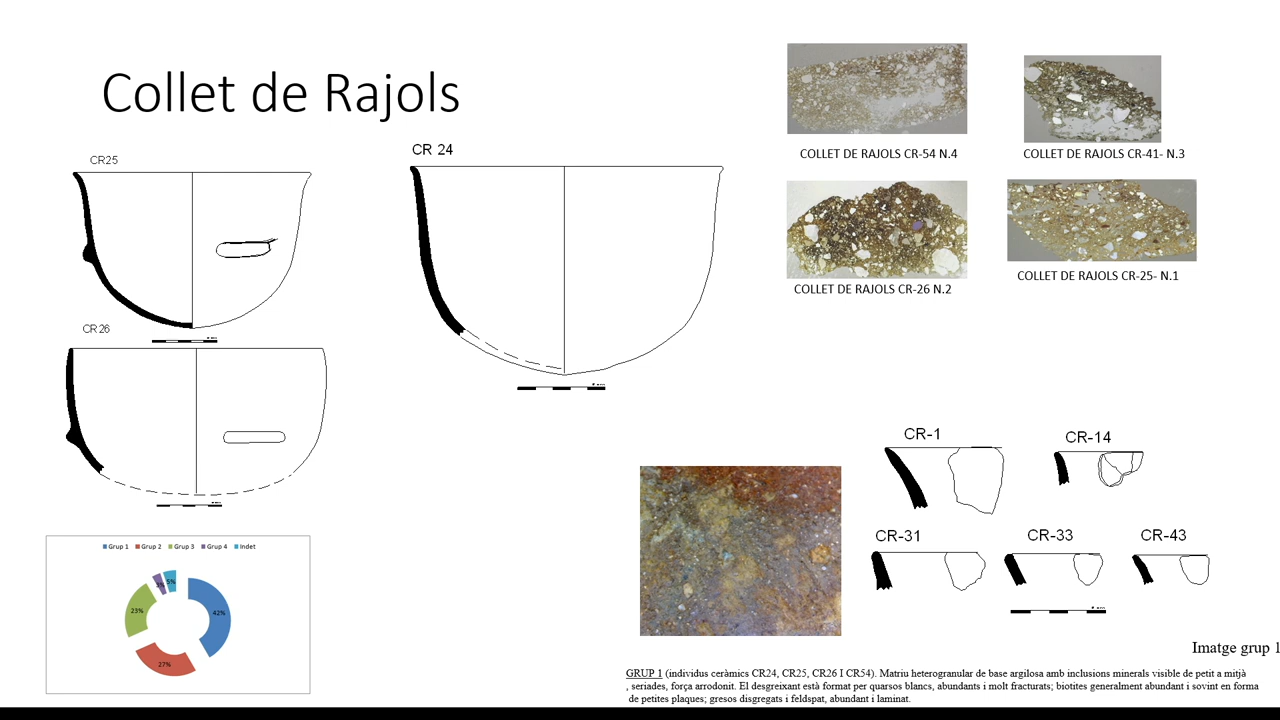 Collet de Rajols
CR25
CR 24
CR 26
COLLET DE RAJOLS CR-54 N.4
COLLET DE RAJOLS CR-41- N.3
COLLET DE RAJOLS CR-26 N.2
COLLET DE RAJOLS CR-25- N.1
CR-1
CR-14
CR-31
CR-33
CR-43
Grup 1 Grup 2 Grup 3 Grup 4 Indet
42%
27%
23%
3%
5%
Imatge grup 1
GRUP 1 (individus ceràmics CR24, CR25, CR26 I CR54). Matriu heterogranular de base argilosa amb inclusions minerals visible de petit a mitjà
, seriades, força arrodonit. El desgreixant està format per quarsos blancs, abundants i molt fracturats; biotites generalment abundant i sovint en forma
de petites plaques; gresos disgregats i feldspat, abundant i laminat.